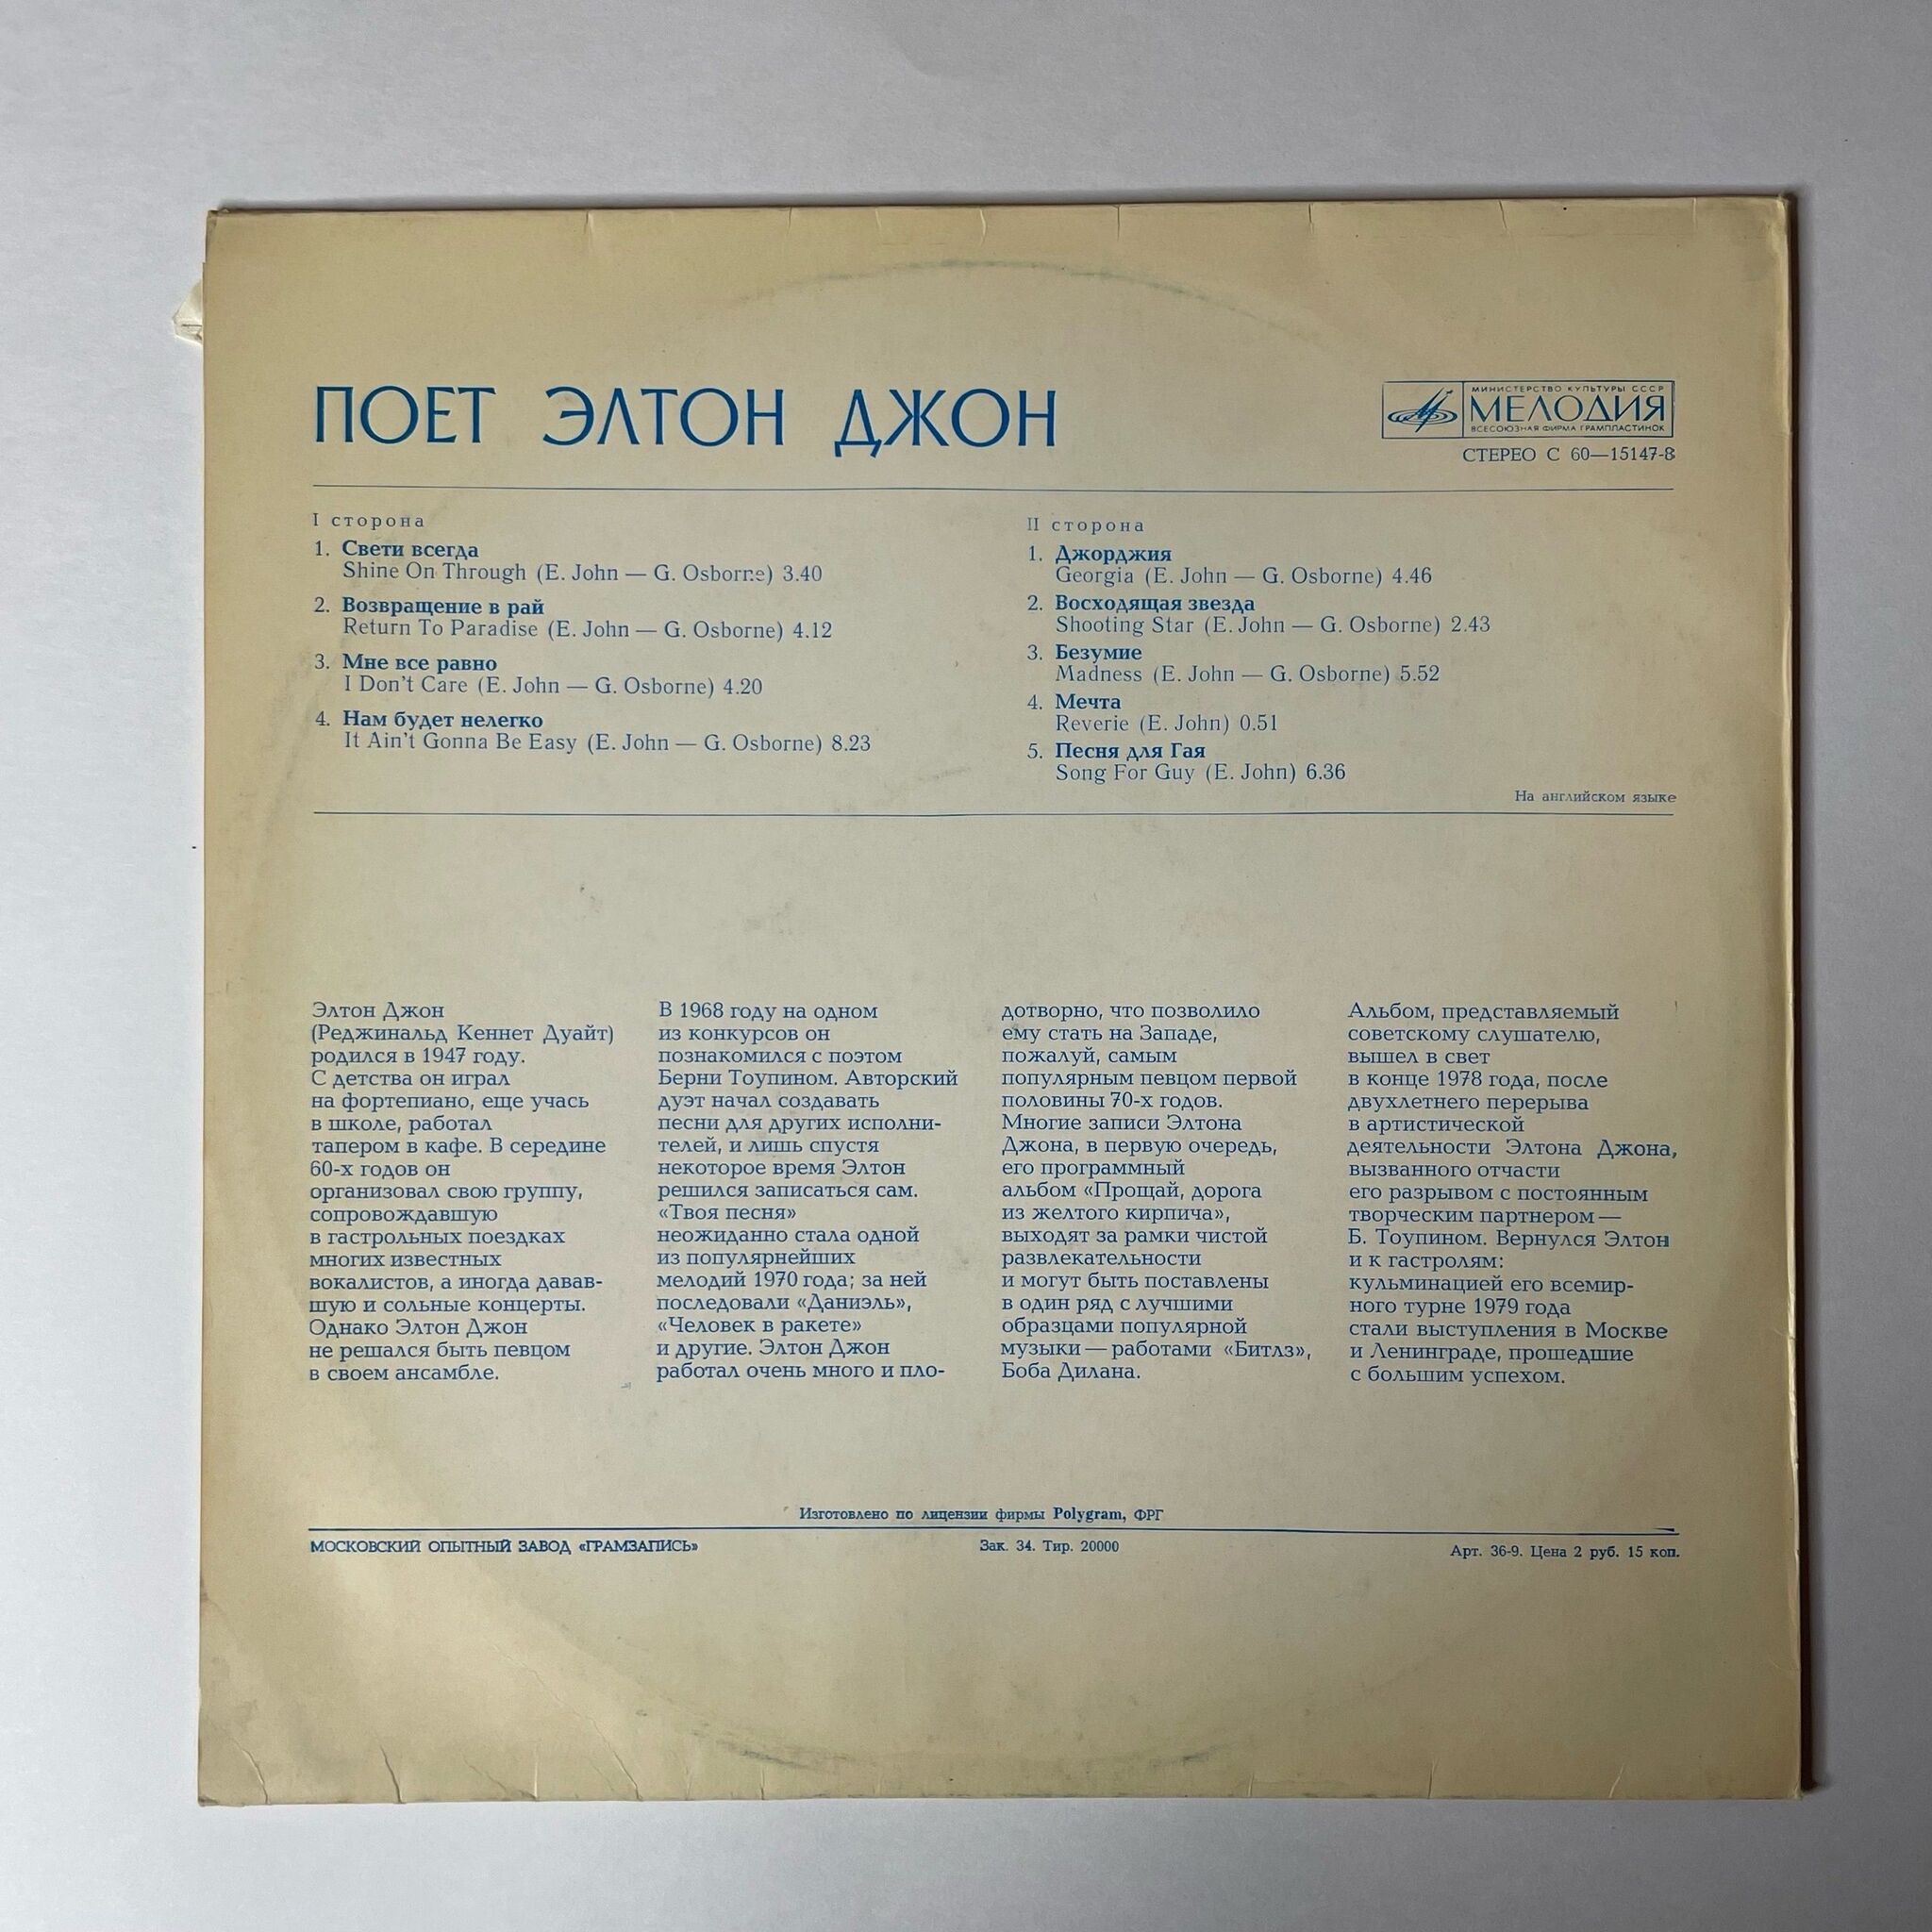 ПОЕТ ЭЛТОН ДЖОН
МИНИСТЕРСТВО КУЛЬТУРЫ СССР
МЕЛОДИЯ
ВСЕСОЮЗНАЯ ФИРМА ГРАМПЛАСТИНОК
СТЕРЕО С 60—15147-8
I сторона
1. Свети всегда
Shine On Through (E. John — G. Osborne) 3.40
2. Возвращение в рай
Return To Paradise (E. John — G. Osborne) 4.12
3. Мне все равно
I Don't Care (E. John — G. Osborne) 4.20
4. Нам будет нелегко
It Ain't Gonna Be Easy (E. John — G. Osborne) 8.23
II сторона
1. Джорджия
Georgia (E. John — G. Osborne) 4.46
2. Восходящая звезда
Shooting Star (E. John — G. Osborne) 2.43
3. Безумие
Madness (E. John — G. Osborne) 5.52
4. Мечта
Reverie (E. John) 0.51
5. Песня для Гая
Song For Guy (E. John) 6.36
На английском языке
Элтон Джон
(Реджинальд Кеннет Дуайт)
родился в 1947 году.
С детства он играл
на фортепиано, еще учась
в школе, работал
тапером в кафе. В середине
60-х годов он
организовал свою группу,
сопровождавшую
в гастрольных поездках
многих известных
вокалистов, а иногда давав-
шую и сольные концерты.
Однако Элтон Джон
не решался быть певцом
в своем ансамбле.
В 1968 году на одном
из конкурсов он
познакомился с поэтом
Берни Тоупином. Авторский
дуэт начал создавать
песни для других исполни-
телей, и лишь спустя
некоторое время Элтон
решился записаться сам.
«Твоя песня»
неожиданно стала одной
из популярнейших
мелодий 1970 года; за ней
последовали «Даниэль»,
«Человек в ракете»
и другие. Элтон Джон
работал очень много и пло-
дотворно, что позволило
ему стать на Западе,
пожалуй, самым
популярным певцом первой
половины 70-х годов.
Многие записи Элтона
Джона, в первую очередь,
его программный
альбом «Прощай, дорога
из желтого кирпича»,
выходят за рамки чистой
развлекательности
и могут быть поставлены
в один ряд с лучшими
образцами популярной
музыки — работами «Битлз»,
Боба Дилана.
Альбом, представляемый
советскому слушателю,
вышел в свет
в конце 1978 года, после
двухлетнего перерыва
в артистической
деятельности Элтона Джона,
вызванного отчасти
его разрывом с постоянным
творческим партнером —
Б. Тоупином. Вернулся Элтон
и к гастролям:
кульминацией его всемир-
ного турне 1979 года
стали выступления в Москве
и Ленинграде, прошедшие
с большим успехом.
Изготовлено по лицензии фирмы Polygram, ФРГ
МОСКОВСКИЙ ОПЫТНЫЙ ЗАВОД «ГРАМЗАПИСЬ»
Зак. 34. Тир. 20000
Арт. 36-9. Цена 2 руб. 15 коп.